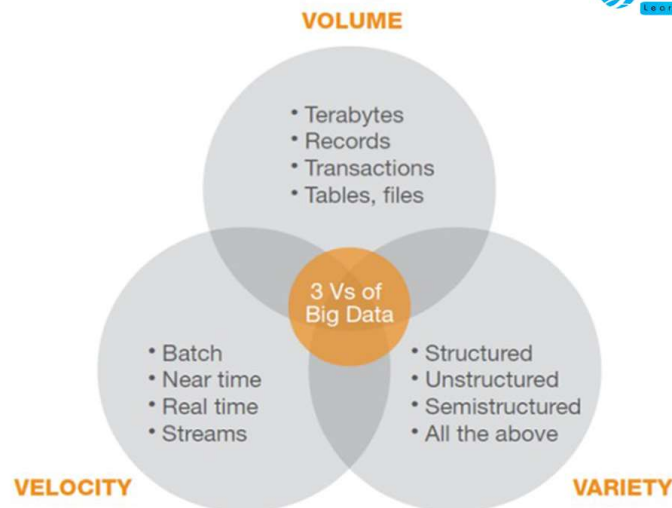 Lear
VOLUME
• Terabytes
• Records
• Transactions
• Tables, files
3 Vs of
Big Data
• Batch
• Near time
• Real time
• Streams
• Structured
• Unstructured
• Semistructured
• All the above
VELOCITY
VARIETY